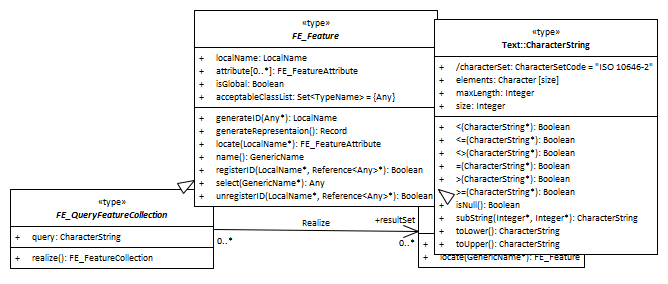 «type»
FE_Feature
+ localName: LocalName
+ attribute[0..*]: FE_FeatureAttribute
+ isGlobal: Boolean
+ acceptableClassList: Set<TypeName> = {Any}
+ generateID(Any*): LocalName
+ generateRepresentaion(): Record
+ locate(LocalName*): FE_FeatureAttribute
+ name(): GenericName
+ registerID(LocalName*, Reference<Any>*): Boolean
+ select(GenericName*): Any
+ unregisterID(LocalName*, Reference<Any>*): Boolean
«type»
Text::CharacterString
+ /characterSet: CharacterSetCode = "ISO 10646-2"
+ elements: Character [size]
+ maxLength: Integer
+ size: Integer
+ <(CharacterString*): Boolean
+ <=(CharacterString*): Boolean
+ <>(CharacterString*): Boolean
+ =(CharacterString*): Boolean
+ >(CharacterString*): Boolean
>=(CharacterString*): Boolean
+ isNull(): Boolean
+ subString(Integer*, Integer*): CharacterString
+ toLower(): CharacterString
+ toUpper(): CharacterString
«type»
FE_QueryFeatureCollection
+ query: CharacterString
+ realize(): FE_FeatureCollection
Realize
+resultSet
0..*
0..*
+
+ locate(GenericName*): FE_Feature